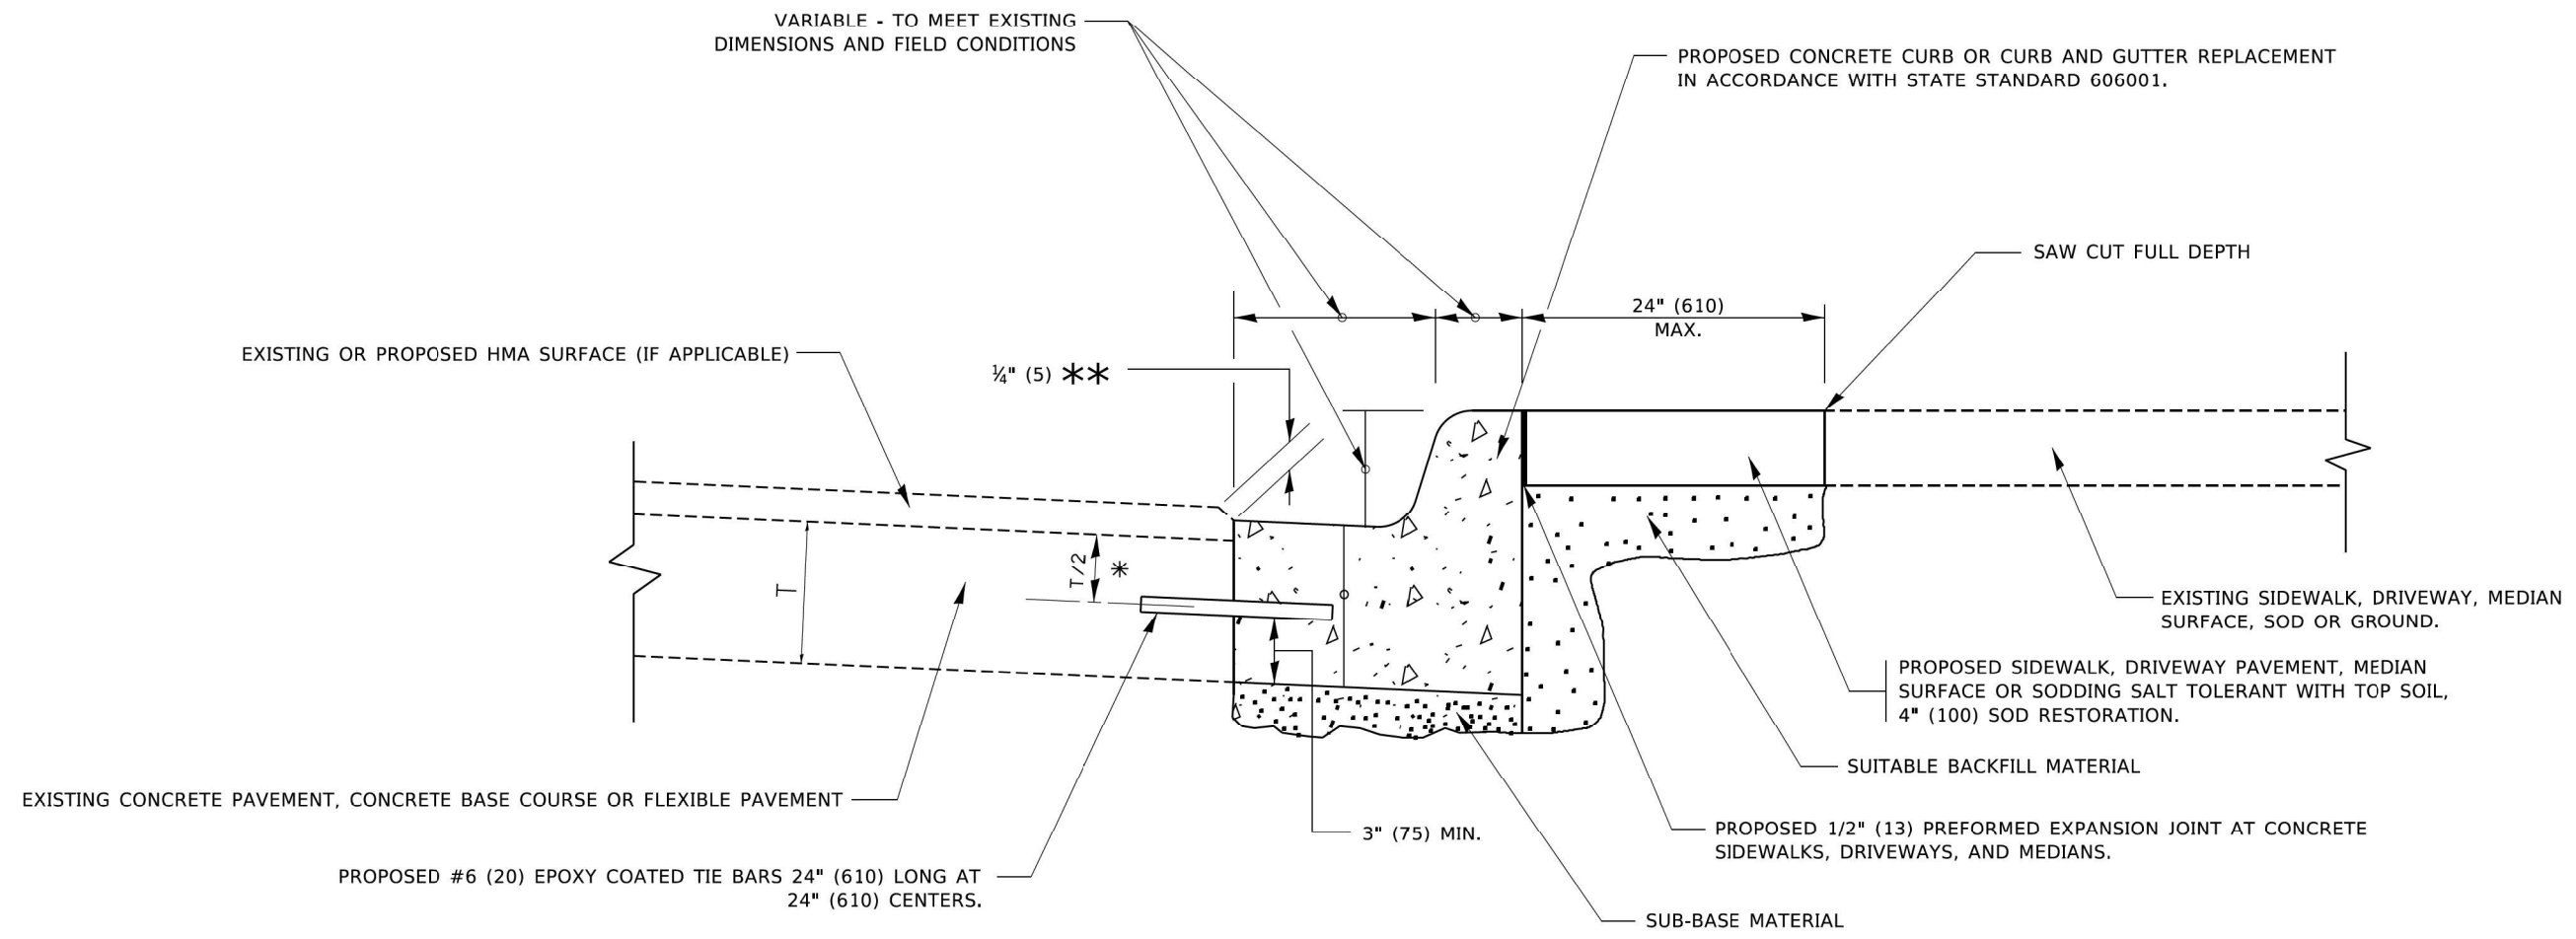 VARIABLE - TO MEET EXISTING
DIMENSIONS AND FIELD CONDITIONS
PROPOSED CONCRETE CURB OR CURB AND GUTTER REPLACEMENT
IN ACCORDANCE WITH STATE STANDARD 606001.
SAW CUT FULL DEPTH
24" (610)
MAX.
EXISTING OR PROPOSED HMA SURFACE (IF APPLICABLE)
¼" (5) **
T
T/2
*
EXISTING SIDEWALK, DRIVEWAY, MEDIAN
SURFACE, SOD OR GROUND.
PROPOSED SIDEWALK, DRIVEWAY PAVEMENT, MEDIAN
SURFACE OR SODDING SALT TOLERANT WITH TOP SOIL,
4" (100) SOD RESTORATION.
SUITABLE BACKFILL MATERIAL
EXISTING CONCRETE PAVEMENT, CONCRETE BASE COURSE OR FLEXIBLE PAVEMENT
3" (75) MIN.
PROPOSED 1/2" (13) PREFORMED EXPANSION JOINT AT CONCRETE
SIDEWALKS, DRIVEWAYS, AND MEDIANS.
PROPOSED #6 (20) EPOXY COATED TIE BARS 24" (610) LONG AT
24" (610) CENTERS.
SUB-BASE MATERIAL